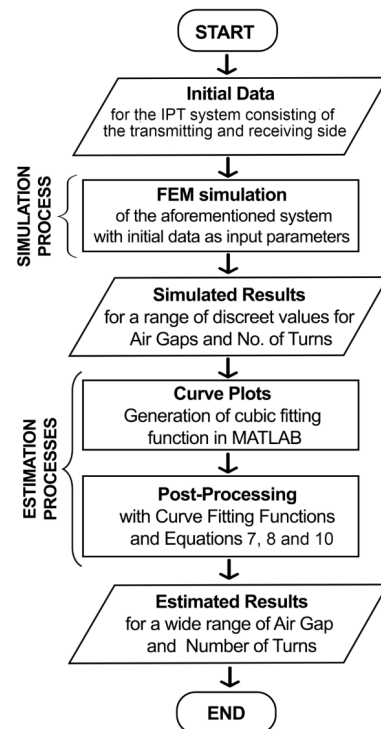 START
Initial Data
for the IPT system consisting of
the transmitting and receiving side
SIMULATION
PROCESS
FEM simulation
of the aforementioned system
with initial data as input parameters
Simulated Results
for a range of discreet values for
Air Gaps and No. of Turns
ESTIMATION
PROCESSES
Curve Plots
Generation of cubic fitting
function in MATLAB
Post-Processing
with Curve Fitting Functions
and Equations 7, 8 and 10
Estimated Results
for a wide range of Air Gap
and Number of Turns
END